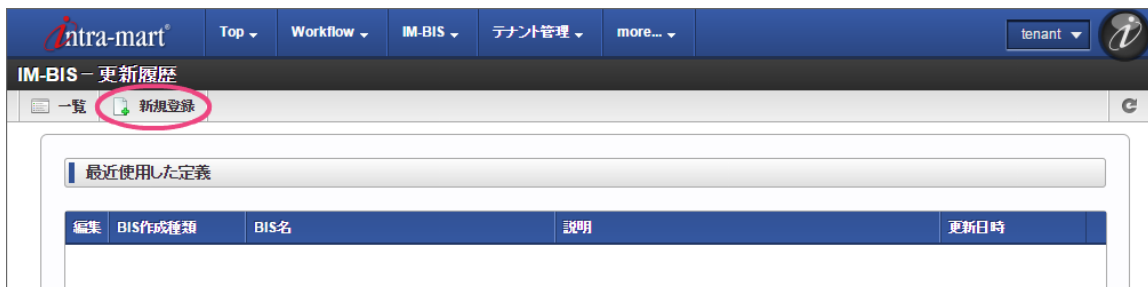 intra-mart® Top Workflow IM-BIS テナント管理 more... tenant
IM-BIS－更新履歴
一覧 新規登録
最近使用した定義
編集 BIS作成種類 BIS名 説明 更新日時